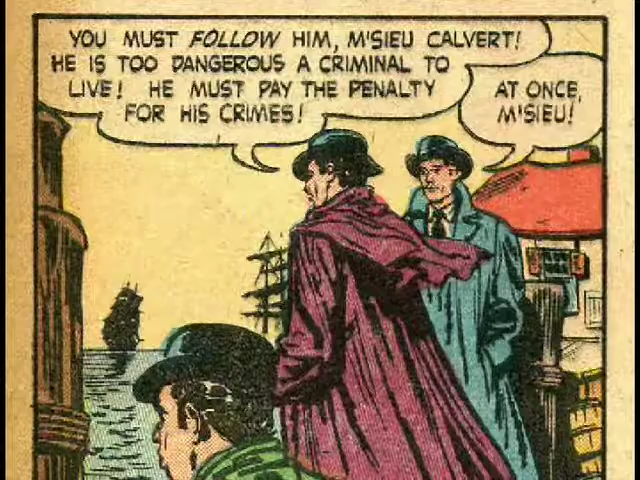 YOU MUST FOLLOW HIM, M'SIEU CALVERT!
HE IS TOO DANGEROUS A CRIMINAL TO
LIVE! HE MUST PAY THE PENALTY
FOR HIS CRIMES!
AT ONCE,
M'SIEU!